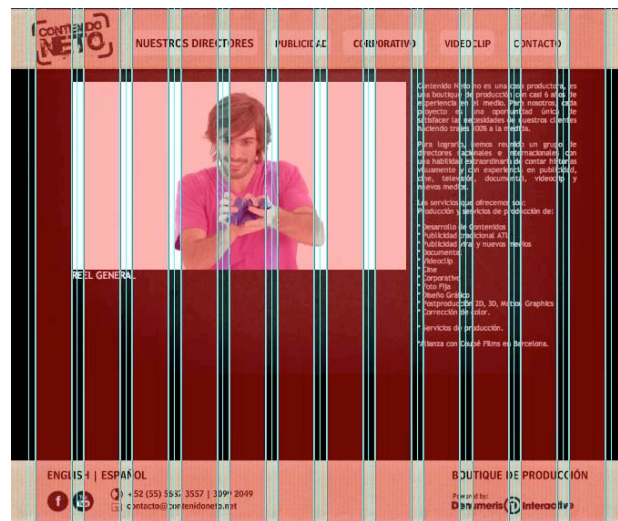 CONTENIDO
NETO
NUESTROS DIRECTORES
PUBLICIDAD
CORPORATIVO
VIDEOCLIP
CONTACTO
Contenido Neto no es una casa productora, es
una boutique de producción con casi 6 años de
experiencia en el medio. Para nosotros, cada
proyecto es una oportunidad única de
satisfacer las necesidades de nuestros clientes
haciendo trajes 100% a la medida.
Para lograrlo, hemos reunido un grupo de
directores nacionales e internacionales con
una habilidad extraordinaria de contar historias
visualmente y con experiencia en publicidad,
cine, televisión, documental, videoclip y
nuevos medios.
Los servicios que ofrecemos son:
Producción y servicios de producción de:
* Desarrollo de Contenidos
* Publicidad tradicional ATL
* Publicidad viral y nuevos medios
* Documental
* Videoclip
* Cine
* Corporativo
* Foto Fija
* Diseño Gráfico
* Postproducción 2D, 3D, Motion Graphics
* Corrección de color.
* Servicios de producción.
*Alianza con Coupé Films en Barcelona.
REEL GENERAL
ENGLISH | ESPAÑOL
+52 (55) 5687 3557 | 3099 2049
contacto@contenidoneto.net
BOUTIQUE DE PRODUCCIÓN
Powered by:
Denumeris Interactive